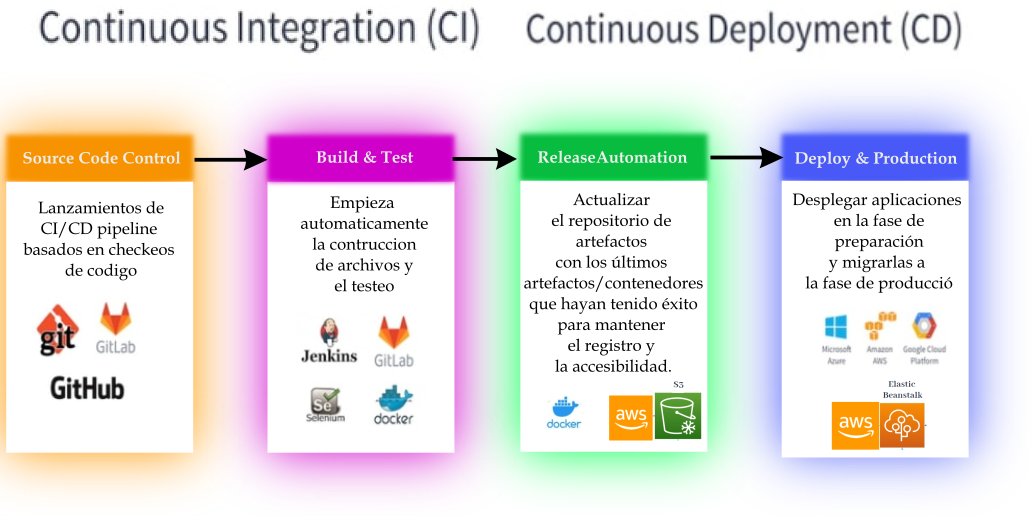 Continuous Integration (CI)
Continuous Deployment (CD)
Source Code Control
Lanzamientos de
CI/CD pipeline
basados en checkeos
de codigo
git
GitLab
GitHub
Build & Test
Empieza
automaticamente
la contruccion
de archivos y
el testeo
Jenkins
GitLab
Se
Selenium
docker
ReleaseAutomation
Actualizar
el repositorio de
artefactos
con los últimos
artefactos/contenedores
que hayan tenido éxito
para mantener
el registro y
la accesibilidad.
docker
aws
S3
Deploy & Production
Desplegar aplicaciones
en la fase de
preparación
y migrarlas a
la fase de producció
Microsoft
Azure
Amazon
AWS
Google Cloud
Platform
Elastic
Beanstalk
aws